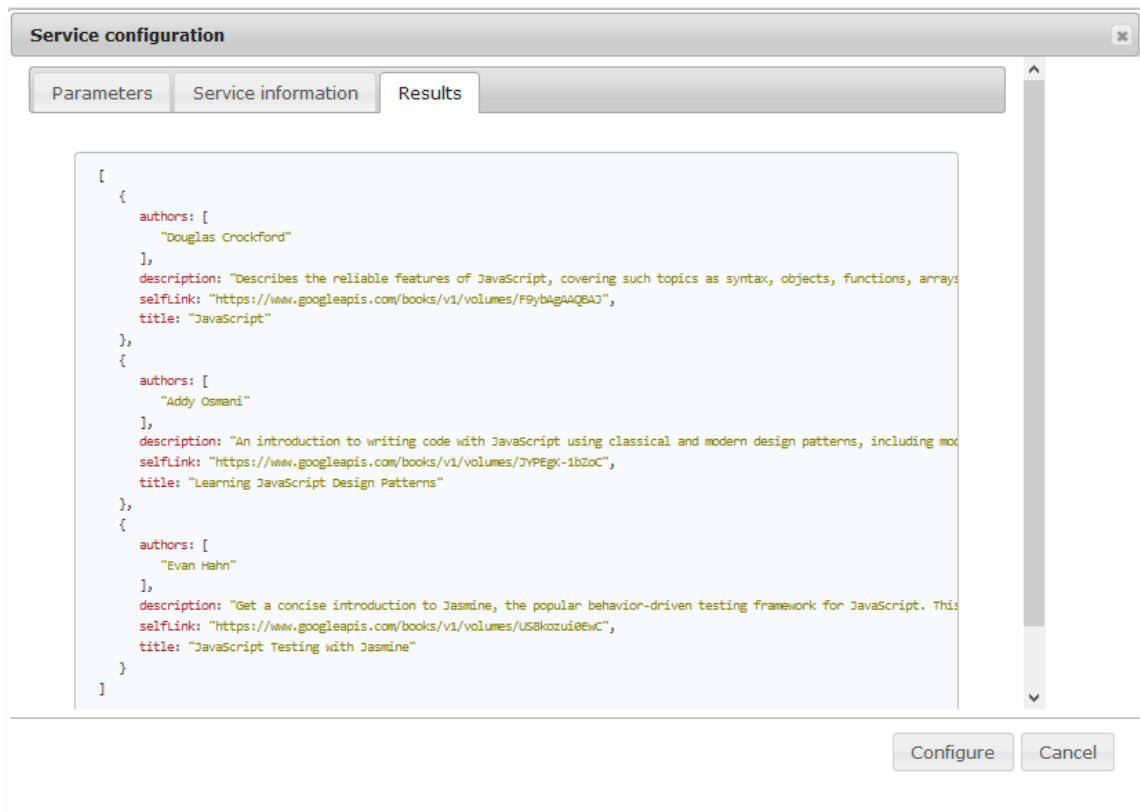 Service configuration
Parameters Service information Results
[
{
authors: [
"Douglas Crockford"
],
description: "Describes the reliable features of JavaScript, covering such topics as syntax, objects, functions, arrays
selfLink: "https://www.googleapis.com/books/v1/volumes/F9ybAgAAQBAJ",
title: "JavaScript"
},
{
authors: [
"Addy Osmani"
],
description: "An introduction to writing code with JavaScript using classical and modern design patterns, including mod
selfLink: "https://www.googleapis.com/books/v1/volumes/JYPEgK-1bZoC",
title: "Learning JavaScript Design Patterns"
},
{
authors: [
"Evan Hahn"
],
description: "Get a concise introduction to Jasmine, the popular behavior-driven testing framework for JavaScript. This
selfLink: "https://www.googleapis.com/books/v1/volumes/US8kozui0EwC",
title: "JavaScript Testing with Jasmine"
}
]
Configure Cancel